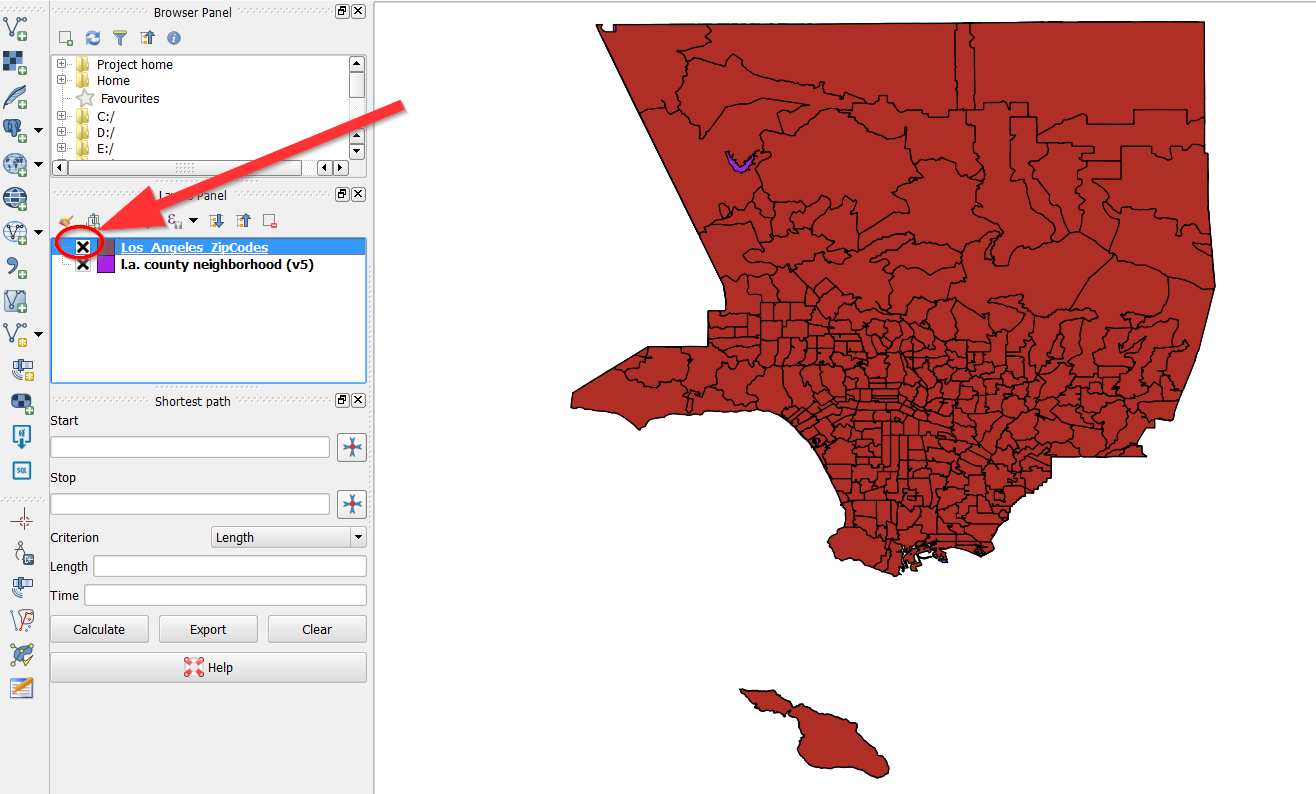 Browser Panel
Project home
Home
Favourites
C:/
D:/
E:/
Panel
Los_Angeles_ZipCodes
l.a. county neighborhood (v5)
Shortest path
Start
Stop
Criterion
Length
Length
Time
Calculate
Export
Clear
Help
SQL